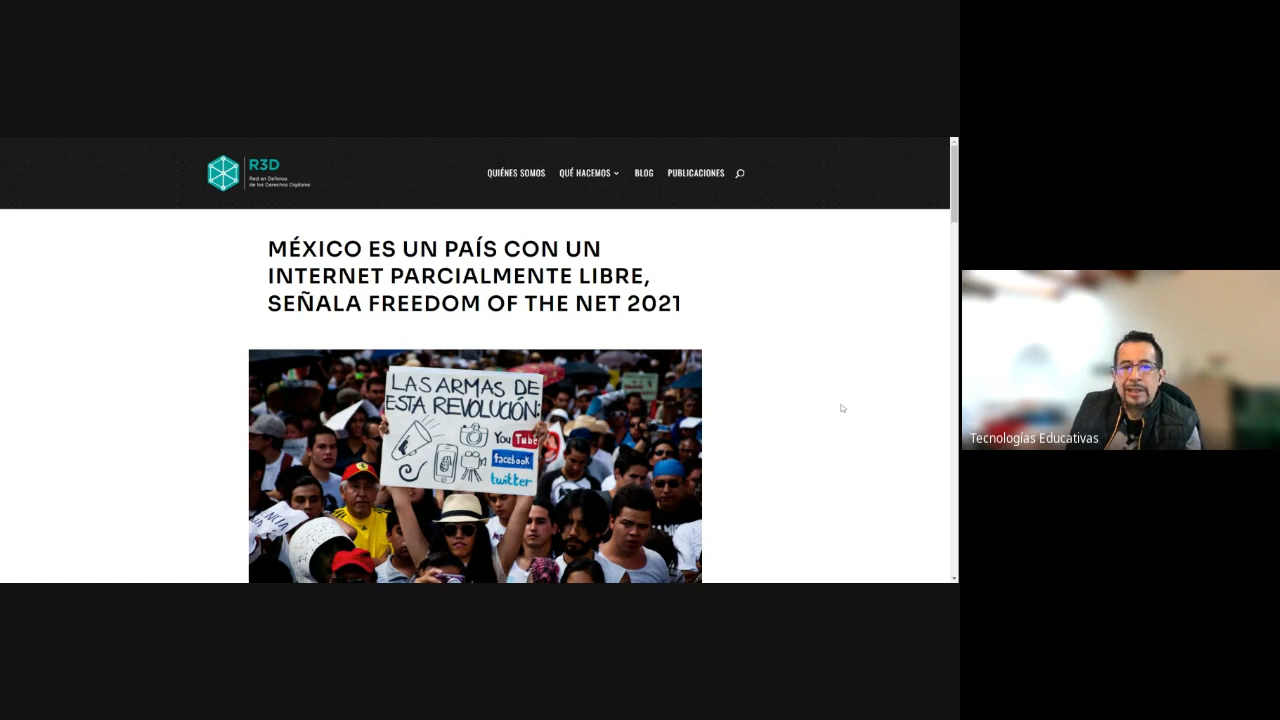 R3D
Red en Defensa
de los Derechos Digitales
QUIÉNES SOMOS
QUÉ HACEMOS
BLOG
PUBLICACIONES
MÉXICO ES UN PAÍS CON UN
INTERNET PARCIALMENTE LIBRE,
SEÑALA FREEDOM OF THE NET 2021
LAS ARMAS DE
ESTA REVOLUCIÓN:
YouTube
facebook
twitter
Tecnologías Educativas